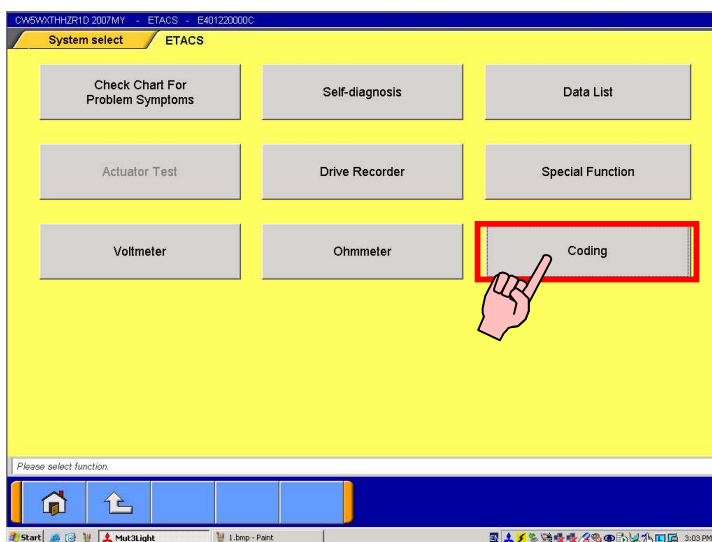 CW5WXTHHZR1D 2007MY - ETACS - E401220000C
System select ETACS
Check Chart For
Problem Symptoms
Self-diagnosis
Data List
Actuator Test
Drive Recorder
Special Function
Voltmeter
Ohmmeter
Coding
Please select function.
Start Mut3Light 1.bmp - Paint 3:03 PM